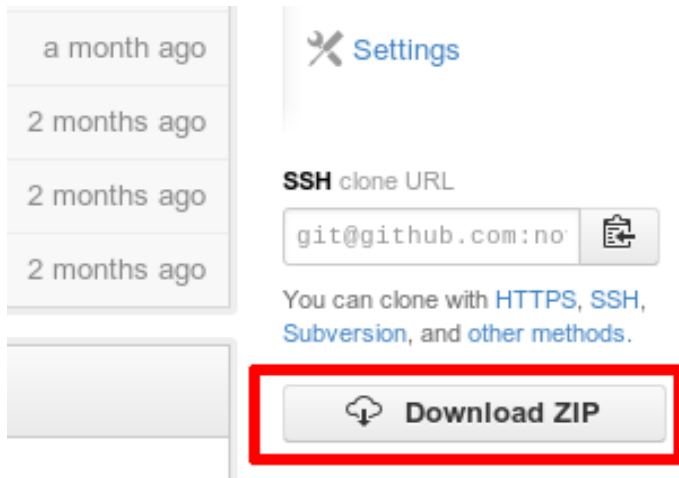 a month ago
2 months ago
2 months ago
2 months ago
Settings
SSH clone URL
git@github.com:no
You can clone with HTTPS, SSH,
Subversion, and other methods.
Download ZIP